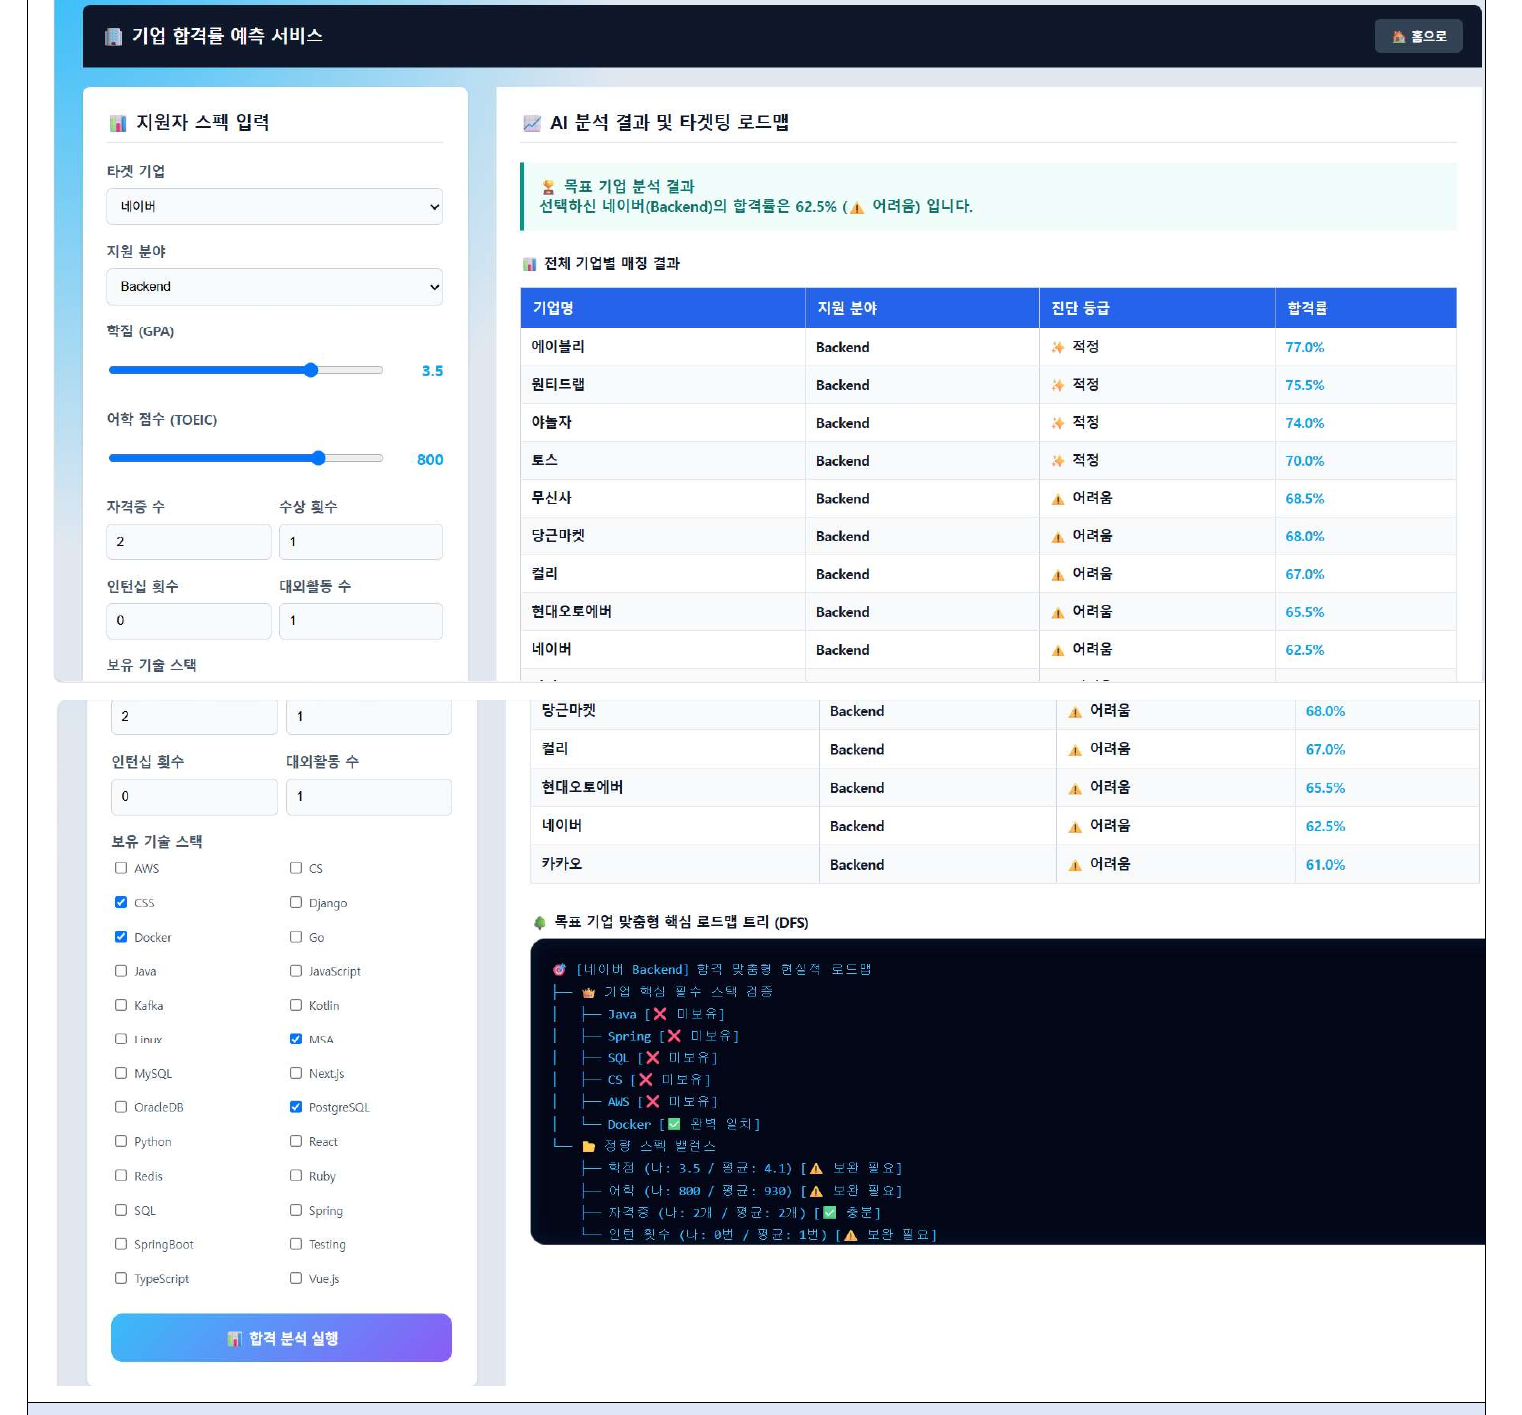 🏢 기업 합격률 예측 서비스
🏠 홈으로
📊 지원자 스펙 입력
타겟 기업
네이버
지원 분야
Backend
학점 (GPA)
3.5
어학 점수 (TOEIC)
800
자격증 수 수상 횟수
2 1
인턴십 횟수 대외활동 수
0 1
보유 기술 스택
📈 AI 분석 결과 및 타겟팅 로드맵
🏆 목표 기업 분석 결과
선택하신 네이버(Backend)의 합격률은 62.5% (⚠️ 어려움) 입니다.
📊 전체 기업별 매칭 결과
기업명 지원 분야 진단 등급 합격률
에이블리 Backend ✨ 적정 77.0%
원티드랩 Backend ✨ 적정 75.5%
야놀자 Backend ✨ 적정 74.0%
토스 Backend ✨ 적정 70.0%
무신사 Backend ⚠️ 어려움 68.5%
당근마켓 Backend ⚠️ 어려움 68.0%
컬리 Backend ⚠️ 어려움 67.0%
현대오토에버 Backend ⚠️ 어려움 65.5%
네이버 Backend ⚠️ 어려움 62.5%
2 1
인턴십 횟수 대외활동 수
0 1
보유 기술 스택
AWS CS
CSS Django
Docker Go
Java JavaScript
Kafka Kotlin
Linux MSA
MySQL Next.js
OracleDB PostgreSQL
Python React
Redis Ruby
SQL Spring
SpringBoot Testing
TypeScript Vue.js
📊 합격 분석 실행
당근마켓 Backend ⚠️ 어려움 68.0%
컬리 Backend ⚠️ 어려움 67.0%
현대오토에버 Backend ⚠️ 어려움 65.5%
네이버 Backend ⚠️ 어려움 62.5%
카카오 Backend ⚠️ 어려움 61.0%
🌳 목표 기업 맞춤형 핵심 로드맵 트리 (DFS)
🎯 [네이버 Backend] 합격 맞춤형 현실적 로드맵
├── 👑 기업 핵심 필수 스택 검증
│   ├── Java [❌ 미보유]
│   ├── Spring [❌ 미보유]
│   ├── SQL [❌ 미보유]
│   ├── CS [❌ 미보유]
│   ├── AWS [❌ 미보유]
│   └── Docker [✅ 완벽 일치]
└── 📂 정량 스펙 밸런스
    ├── 학점 (나: 3.5 / 평균: 4.1) [⚠️ 보완 필요]
    ├── 어학 (나: 800 / 평균: 930) [⚠️ 보완 필요]
    ├── 자격증 (나: 2개 / 평균: 2개) [✅ 충분]
    └── 인턴 횟수 (나: 0번 / 평균: 1번) [⚠️ 보완 필요]